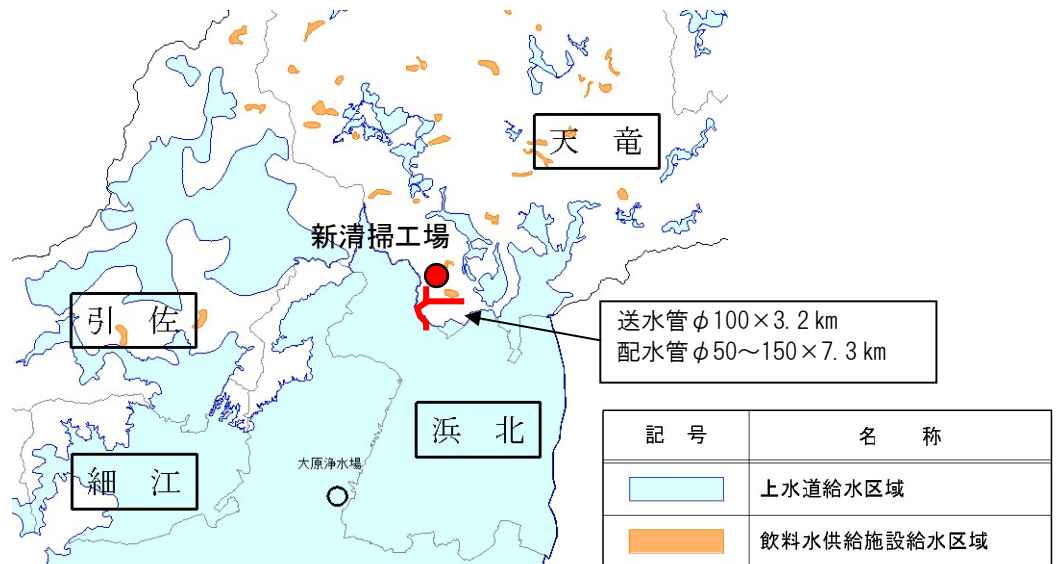 天 竜
新清掃工場
引 佐
送水管φ100×3.2㎞
配水管φ50～150×7.3㎞
浜 北
細 江
大原浄水場
記 号 名 称
上水道給水区域
飲料水供給施設給水区域